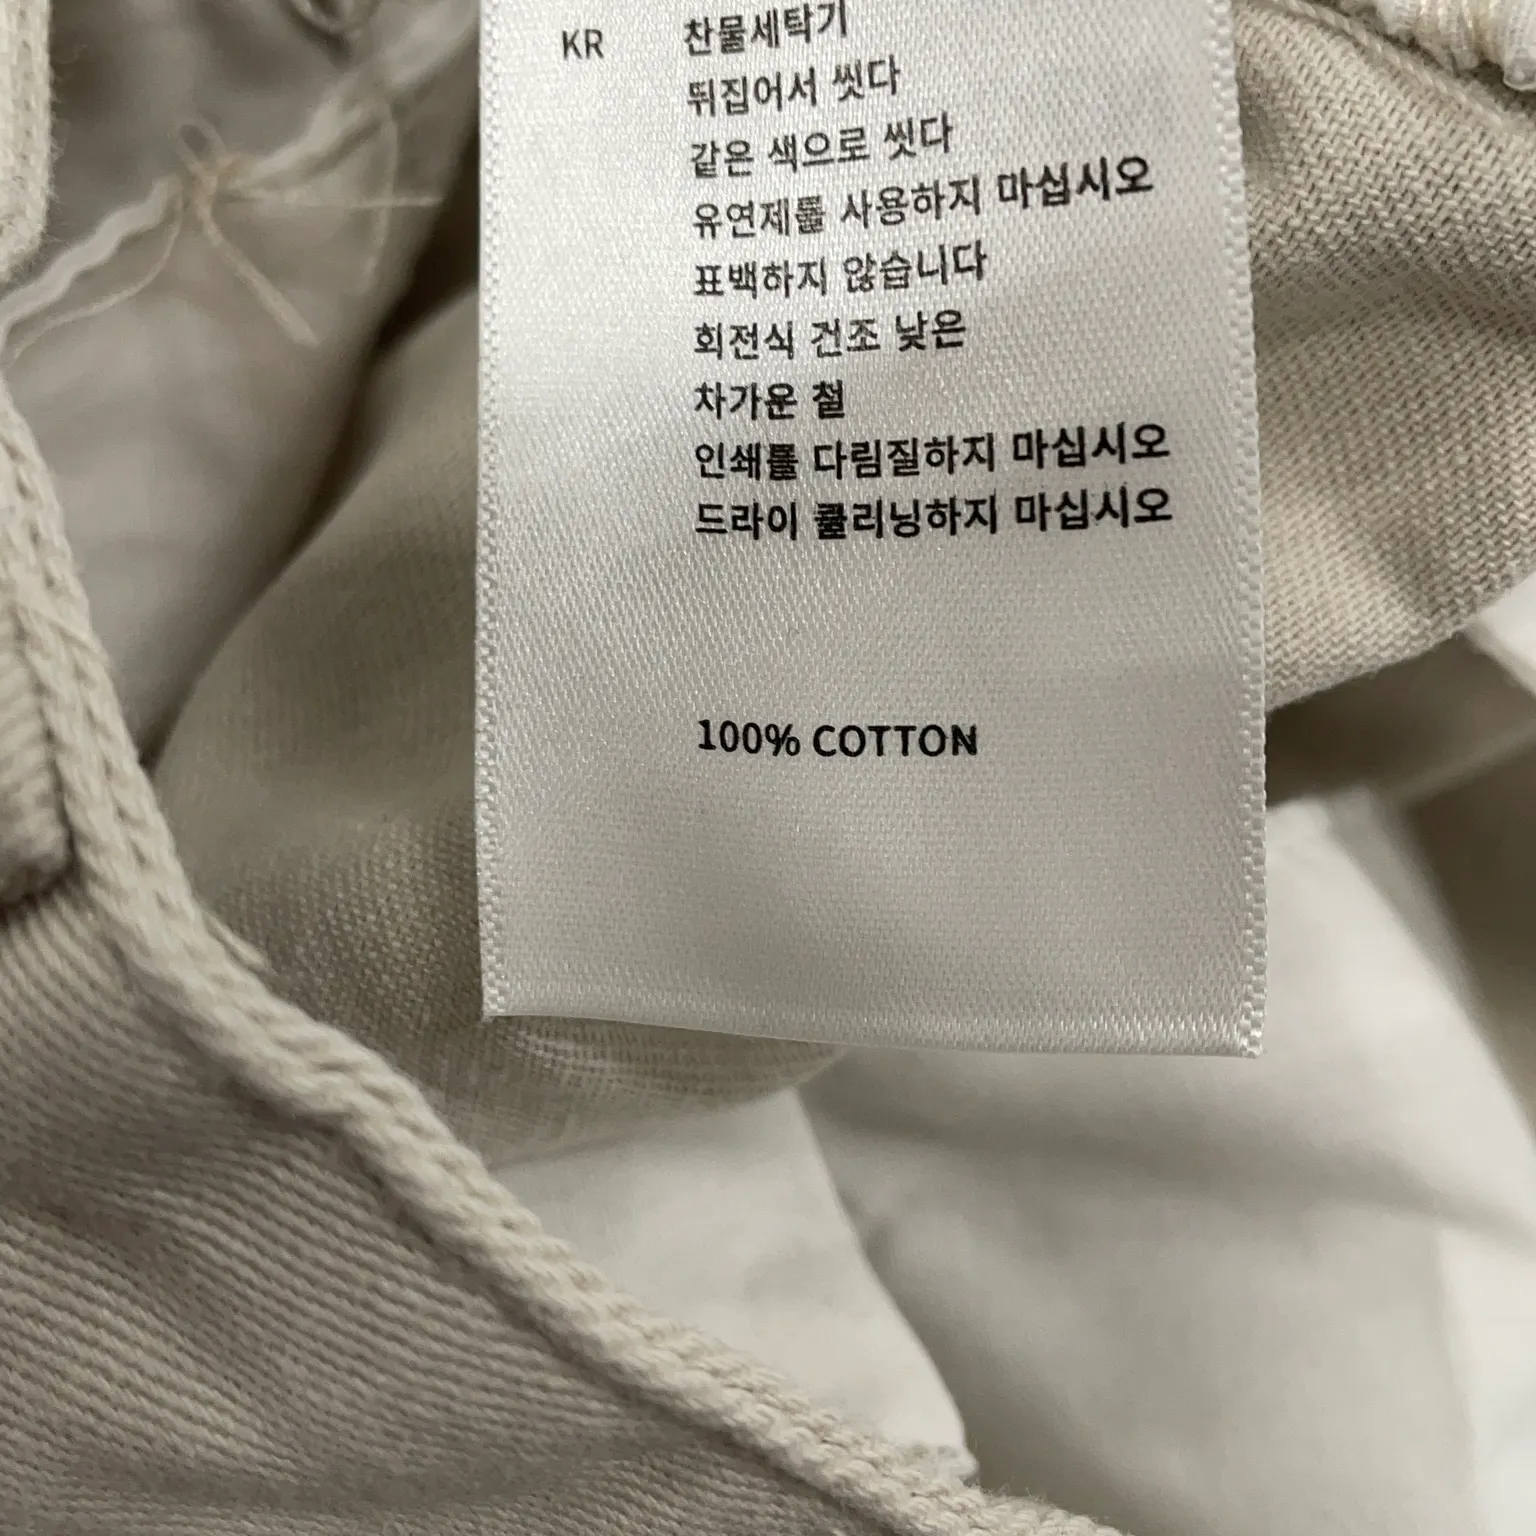 KR 찬물세탁기
뒤집어서 씻다
같은 색으로 씻다
유연제를 사용하지 마십시오
표백하지 않습니다
회전식 건조 낮은
차가운 철
인쇄를 다림질하지 마십시오
드라이 클리닝하지 마십시오
100% COTTON